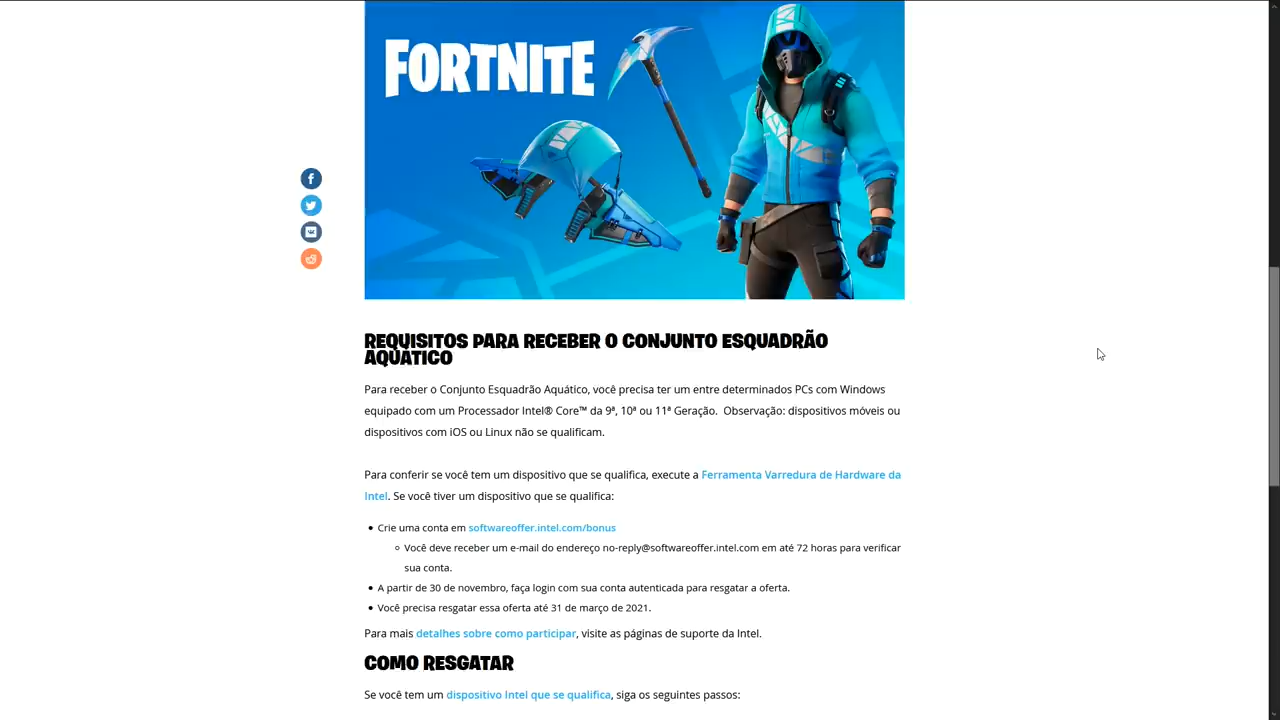 FORTNITE
REQUISITOS PARA RECEBER O CONJUNTO ESQUADRÃO
AQUÁTICO
Para receber o Conjunto Esquadrão Aquático, você precisa ter um entre determinados PCs com Windows
equipado com um Processador Intel® Core™ da 9ª, 10ª ou 11ª Geração.  Observação: dispositivos móveis ou
dispositivos com iOS ou Linux não se qualificam.
Para conferir se você tem um dispositivo que se qualifica, execute a Ferramenta Varredura de Hardware da
Intel. Se você tiver um dispositivo que se qualifica:
• Crie uma conta em softwareoffer.intel.com/bonus
◦ Você deve receber um e-mail do endereço no-reply@softwareoffer.intel.com em até 72 horas para verificar
sua conta.
• A partir de 30 de novembro, faça login com sua conta autenticada para resgatar a oferta.
• Você precisa resgatar essa oferta até 31 de março de 2021.
Para mais detalhes sobre como participar, visite as páginas de suporte da Intel.
COMO RESGATAR
Se você tem um dispositivo Intel que se qualifica, siga os seguintes passos: